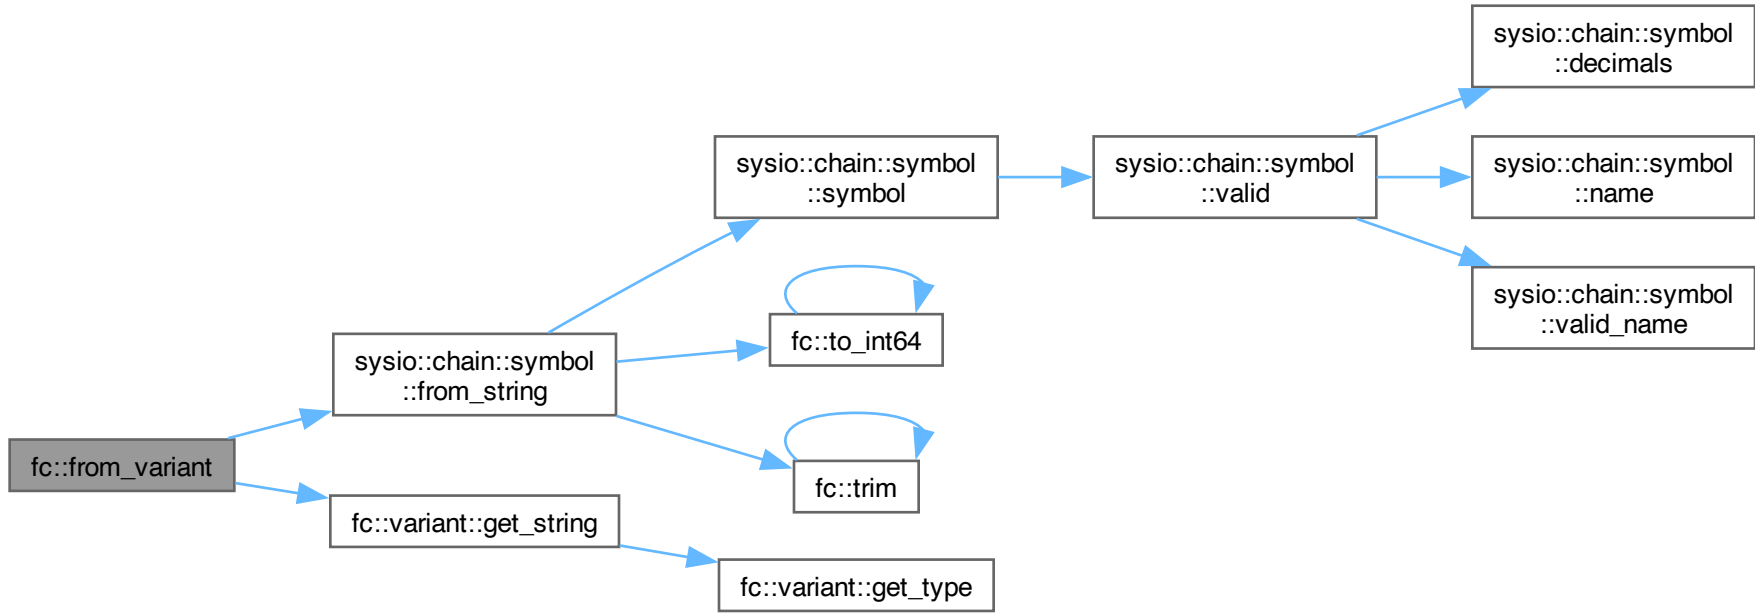 sysio::chain::symbol
::decimals
sysio::chain::symbol
::symbol
sysio::chain::symbol
::valid
sysio::chain::symbol
::name
sysio::chain::symbol
::valid_name
fc::to_int64
sysio::chain::symbol
::from_string
fc::from_variant
fc::trim
fc::variant::get_string
fc::variant::get_type